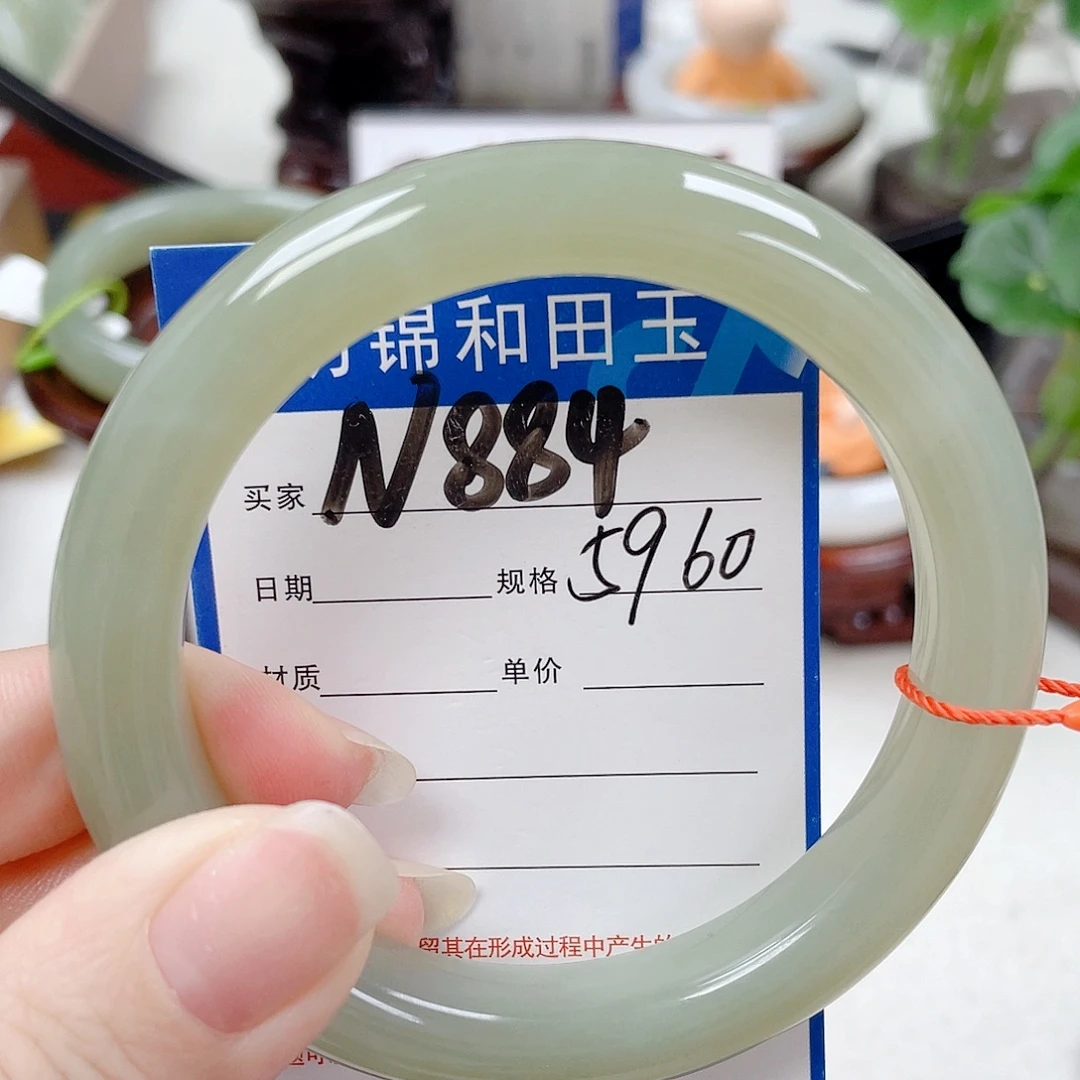 锦和田玉
买家 N884
日期 规格 5960
材质 单价
留其在形成过程中产生的